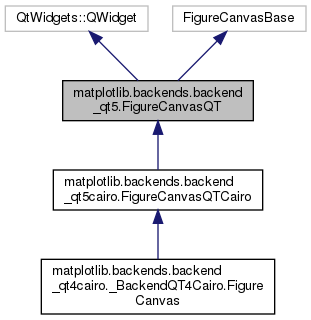 QtWidgets::QWidget
FigureCanvasBase
matplotlib.backends.backend
_qt5.FigureCanvasQT
matplotlib.backends.backend
_qt5cairo.FigureCanvasQTCairo
matplotlib.backends.backend
_qt4cairo._BackendQT4Cairo.Figure
Canvas